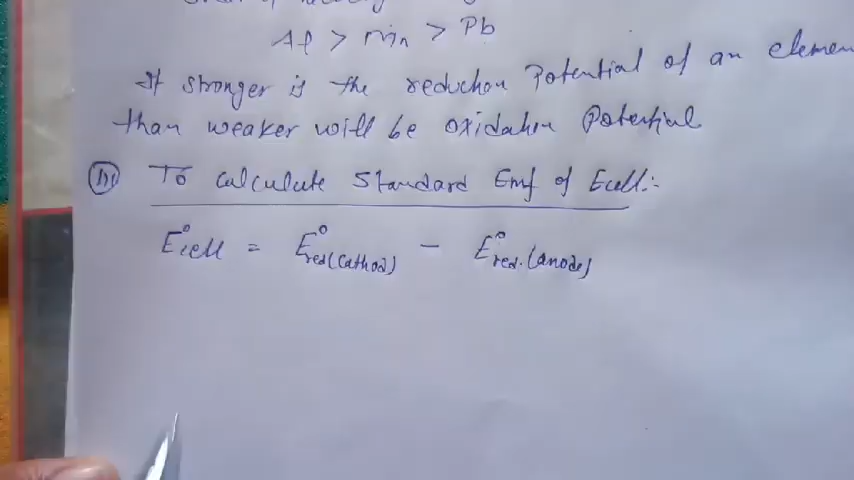 Al > Mn > Pb
If stronger is the reduction Potential of an elemen
than weaker will be oxidation Potential
(iii) To calculate Standard Emf of Ecell:-
E°cell = E°red(cathod) - E°red.(anode)